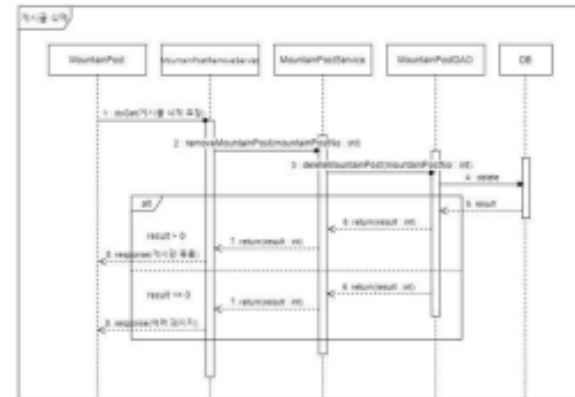 게시글 삭제
MountainPost
MountainPostRemoveServlet
MountainPostService
MountainPostDAO
DB
1 : doGet(게시글 삭제 요청)
2 : removeMountainPost(mountainPostNo : int)
3 : deleteMountainPost(mountainPostNo : int)
4 : delete
5 : result
alt
6 : return(result : int)
result > 0
7 : return(result : int)
8 : response(게시글 목록)
6 : return(result : int)
result <= 0
7 : return(result : int)
8 : response(에러 페이지)